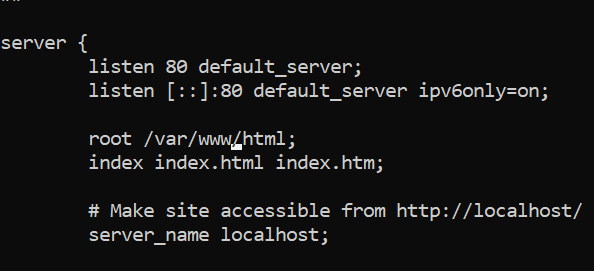 server {
        listen 80 default_server;
        listen [::]:80 default_server ipv6only=on;
        root /var/www/html;
        index index.html index.htm;
        # Make site accessible from http://localhost/
        server_name localhost;